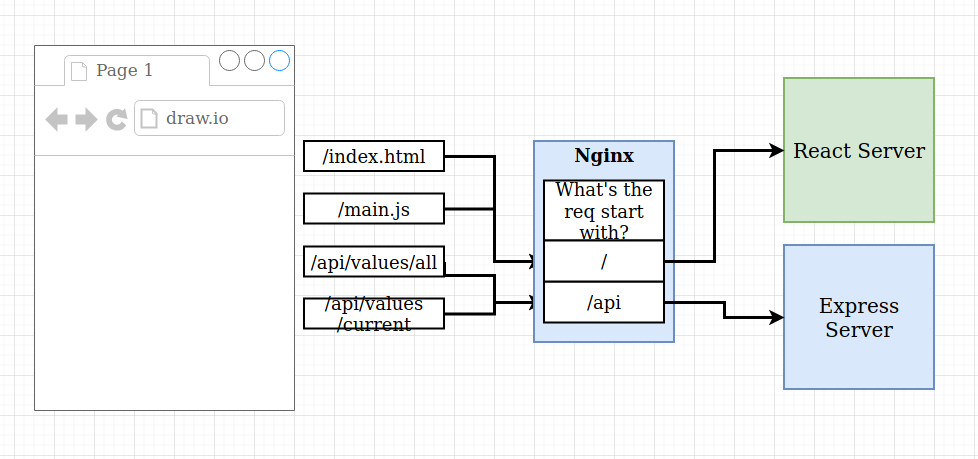 Page 1
draw.io
/index.html
/main.js
/api/values/all
/api/values
/current
Nginx
What's the
req start
with?
/
/api
React Server
Express
Server